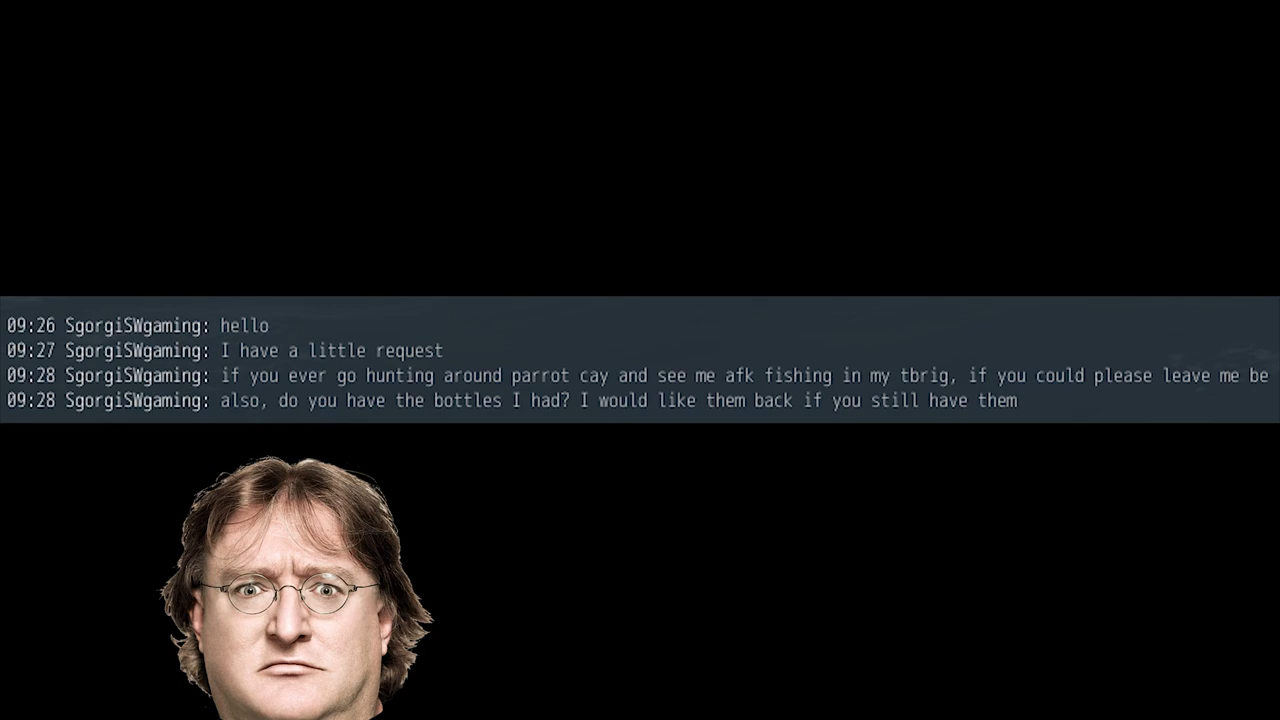 09:26 SgorgiSWgaming: hello
09:27 SgorgiSWgaming: I have a little request
09:28 SgorgiSWgaming: if you ever go hunting around parrot cay and see me afk fishing in my tbrig, if you could please leave me be
09:28 SgorgiSWgaming: also, do you have the bottles I had? I would like them back if you still have them